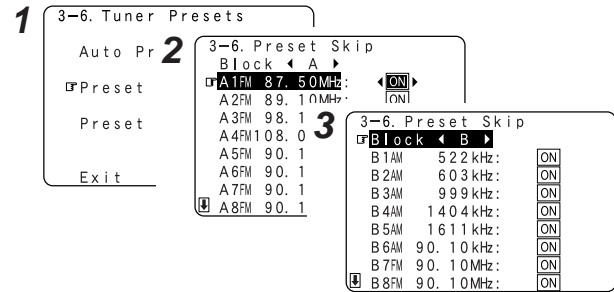 1
3-6. Tuner Presets
Auto Pr
☞Preset
Preset
Exit
2
3-6. Preset Skip
Block ◀ A ▶
☞A1FM 87. 50MHz: ◀ ON ▶
A2FM 89. 10MHz: ON
A3FM 98. 1
A4FM108. 0
A5FM 90. 1
A6FM 90. 1
A7FM 90. 1
A8FM 90. 1
3
3-6. Preset Skip
☞Block ◀ B ▶
B1AM 522kHz: ON
B2AM 603kHz: ON
B3AM 999kHz: ON
B4AM 1404kHz: ON
B5AM 1611kHz: ON
B6AM 90. 10kHz: ON
B7FM 90. 10MHz: ON
B8FM 90. 10MHz: ON